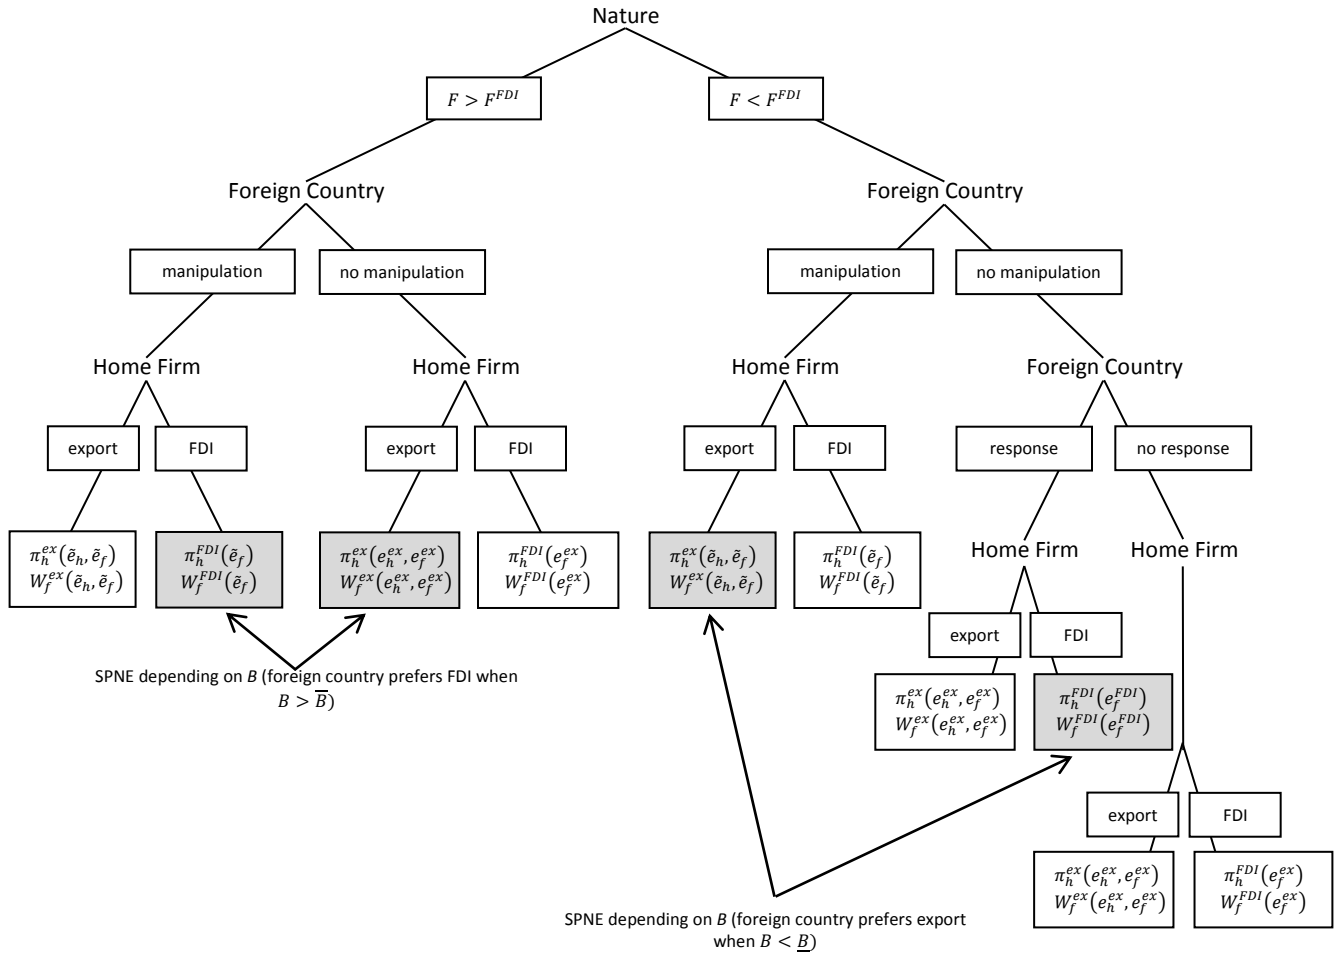 Nature
F > F^{FDI}
F < F^{FDI}
Foreign Country
Foreign Country
manipulation
no manipulation
manipulation
no manipulation
Home Firm
Home Firm
Home Firm
Foreign Country
export
FDI
export
FDI
export
FDI
response
no response
π_h^{ex}(ẽ_h, ẽ_f)
W_f^{ex}(ẽ_h, ẽ_f)
π_h^{FDI}(ẽ_f)
W_f^{FDI}(ẽ_f)
π_h^{ex}(e_h^{ex}, e_f^{ex})
W_f^{ex}(e_h^{ex}, e_f^{ex})
π_h^{FDI}(e_f^{ex})
W_f^{FDI}(e_f^{ex})
π_h^{ex}(ẽ_h, ẽ_f)
W_f^{ex}(ẽ_h, ẽ_f)
π_h^{FDI}(ẽ_f)
W_f^{FDI}(ẽ_f)
Home Firm
Home Firm
export
FDI
π_h^{ex}(e_h^{ex}, e_f^{ex})
W_f^{ex}(e_h^{ex}, e_f^{ex})
π_h^{FDI}(e_f^{FDI})
W_f^{FDI}(e_f^{FDI})
SPNE depending on B (foreign country prefers FDI when
B > B̅)
export
FDI
π_h^{ex}(e_h^{ex}, e_f^{ex})
W_f^{ex}(e_h^{ex}, e_f^{ex})
π_h^{FDI}(e_f^{ex})
W_f^{FDI}(e_f^{ex})
SPNE depending on B (foreign country prefers export
when B < B̲)